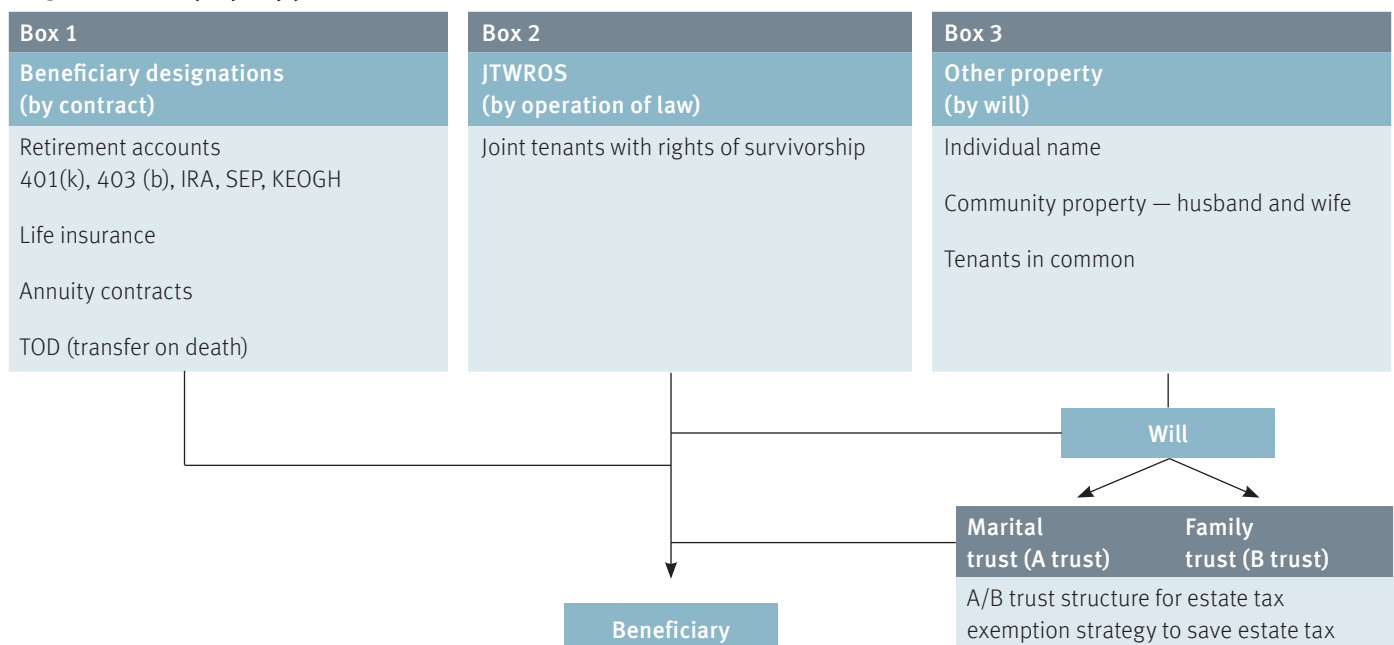 Box 1
Beneficiary designations
(by contract)
Retirement accounts
401(k), 403 (b), IRA, SEP, KEOGH
Life insurance
Annuity contracts
TOD (transfer on death)
Box 2
JTWROS
(by operation of law)
Joint tenants with rights of survivorship
Box 3
Other property
(by will)
Individual name
Community property — husband and wife
Tenants in common
Will
Marital
trust (A trust)
Family
trust (B trust)
A/B trust structure for estate tax
exemption strategy to save estate tax
Beneficiary